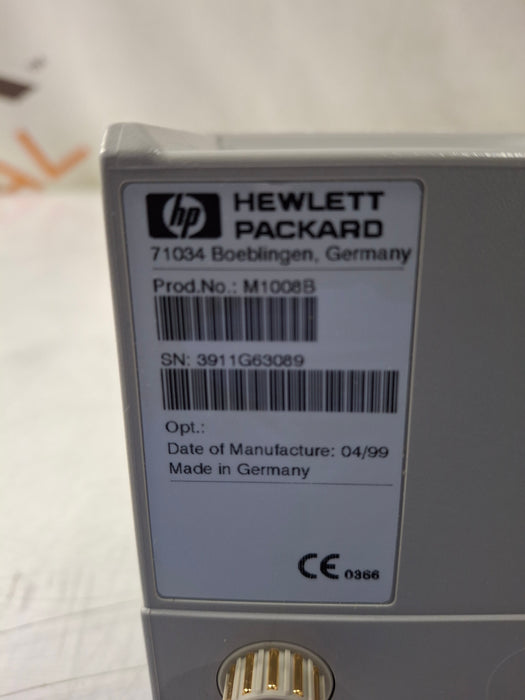 AL
hp HEWLETT
PACKARD
71034 Boeblingen, Germany
Prod.No.: M1008B
SN: 3911G63089
Opt.:
Date of Manufacture: 04/99
Made in Germany
CE 0366